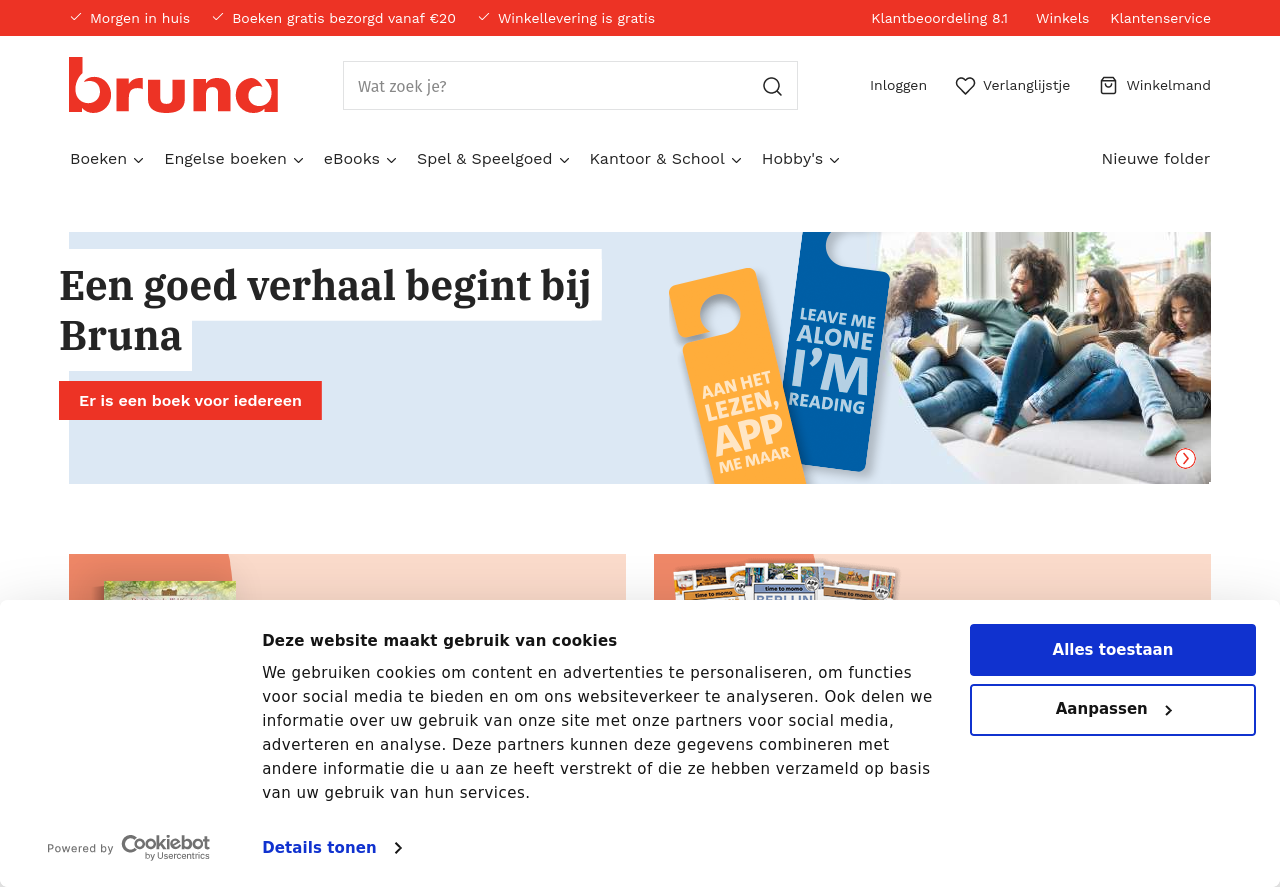 Morgen in huis
Boeken gratis bezorgd vanaf €20
Winkellevering is gratis
Klantbeoordeling 8.1
Winkels
Klantenservice
bruna
Wat zoek je?
Inloggen
Verlanglijstje
Winkelmand
Boeken
Engelse boeken
eBooks
Spel & Speelgoed
Kantoor & School
Hobby's
Nieuwe folder
Een goed verhaal begint bij
Bruna
Er is een boek voor iedereen
AAN HET
LEZEN,
APP
ME MAAR
LEAVE ME
ALONE
I'M
READING
time to momo
time to momo
time to momo
BERLIJN
Deze website maakt gebruik van cookies
We gebruiken cookies om content en advertenties te personaliseren, om functies
voor social media te bieden en om ons websiteverkeer te analyseren. Ook delen we
informatie over uw gebruik van onze site met onze partners voor social media,
adverteren en analyse. Deze partners kunnen deze gegevens combineren met
andere informatie die u aan ze heeft verstrekt of die ze hebben verzameld op basis
van uw gebruik van hun services.
Details tonen
Alles toestaan
Aanpassen
Powered by Cookiebot
by Usercentrics